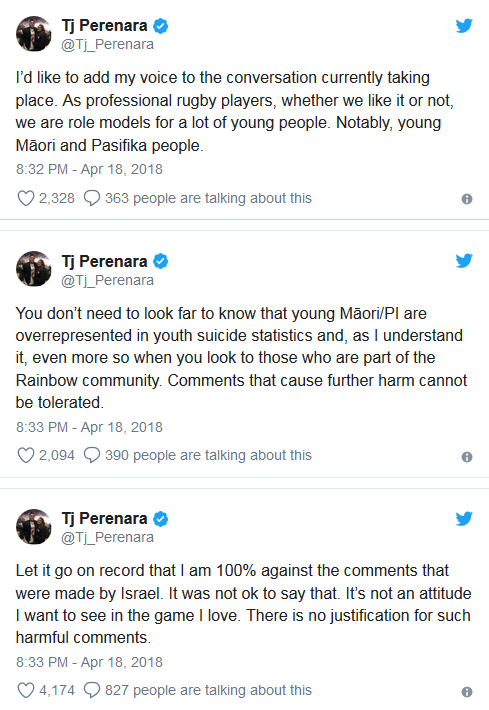 Tj Perenara
@Tj_Perenara
I'd like to add my voice to the conversation currently taking
place. As professional rugby players, whether we like it or not,
we are role models for a lot of young people. Notably, young
Māori and Pasifika people.
8:32 PM - Apr 18, 2018
2,328 363 people are talking about this
Tj Perenara
@Tj_Perenara
You don't need to look far to know that young Māori/PI are
overrepresented in youth suicide statistics and, as I understand
it, even more so when you look to those who are part of the
Rainbow community. Comments that cause further harm cannot
be tolerated.
8:33 PM - Apr 18, 2018
2,094 390 people are talking about this
Tj Perenara
@Tj_Perenara
Let it go on record that I am 100% against the comments that
were made by Israel. It was not ok to say that. It's not an attitude
I want to see in the game I love. There is no justification for such
harmful comments.
8:33 PM - Apr 18, 2018
4,174 827 people are talking about this